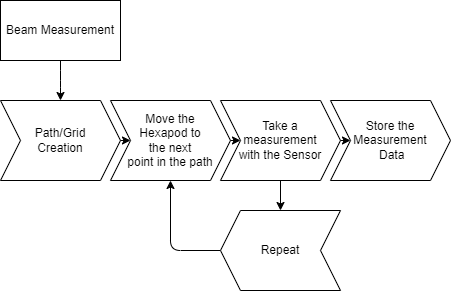 Beam Measurement
Path/Grid
Creation
Move the
Hexapod to
the next
point in the path
Take a
measurement
with the Sensor
Store the
Measurement
Data
Repeat